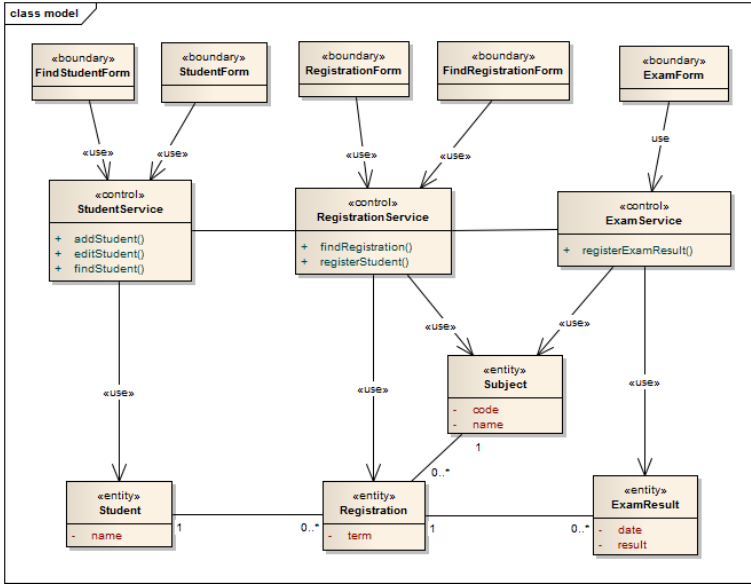 class model
«boundary»
FindStudentForm
«boundary»
StudentForm
«boundary»
RegistrationForm
«boundary»
FindRegistrationForm
«boundary»
ExamForm
«use»
«use»
«use»
«use»
use
«control»
StudentService
+ addStudent()
+ editStudent()
+ findStudent()
«control»
RegistrationService
+ findRegistration()
+ registerStudent()
«control»
ExamService
+ registerExamResult()
«use»
«use»
«use»
«use»
«use»
«entity»
Subject
- code
- name
1
0..*
«entity»
Student
- name
1
0..*
«entity»
Registration
- term
1
0..*
«entity»
ExamResult
- date
- result